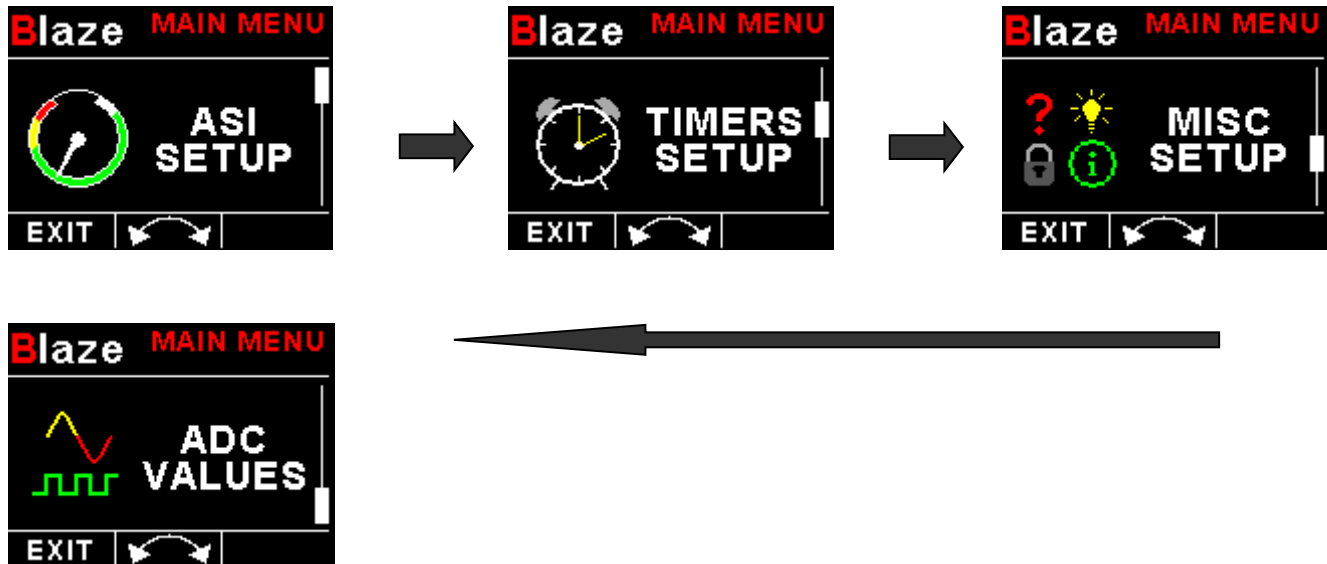 Blaze MAIN MENU
ASI
SETUP
EXIT
Blaze MAIN MENU
TIMERS
SETUP
EXIT
Blaze MAIN MENU
? i
MISC
SETUP
EXIT
Blaze MAIN MENU
ADC
VALUES
EXIT